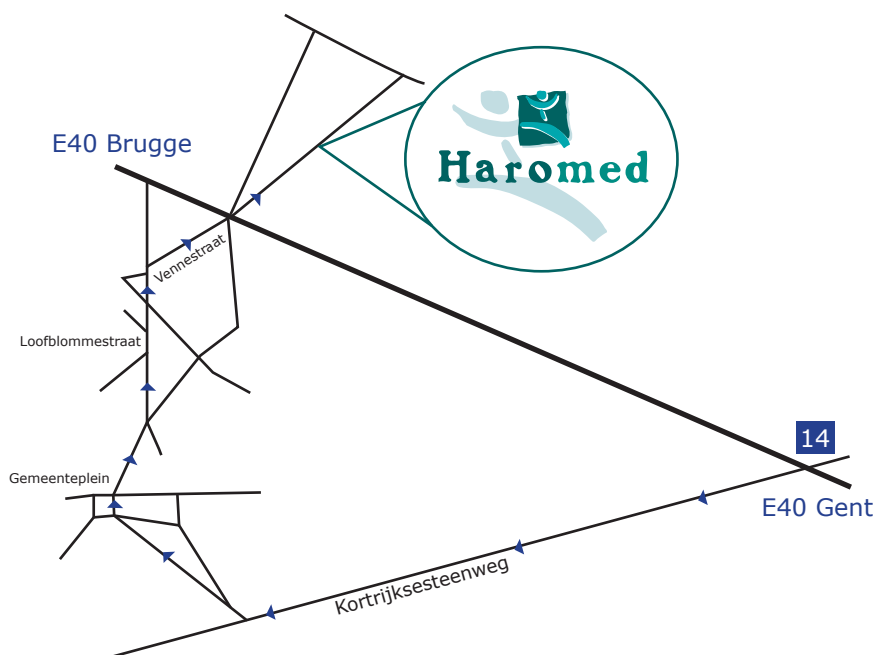 E40 Brugge
Haromed
Vennestraat
Loofblommestraat
14
Gemeenteplein
E40 Gent
Kortrijksesteenweg